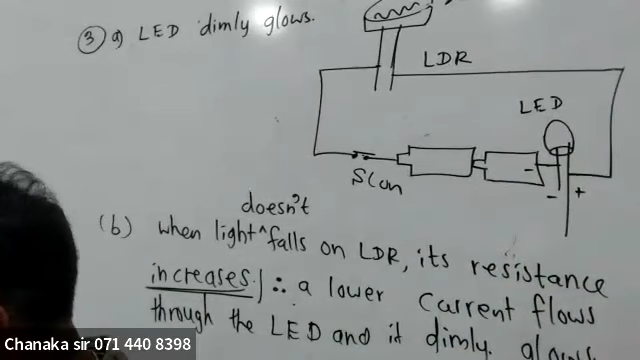 ③ a) LED dimly glows.
LDR
LED
S (on
-
- +
doesn't
(b) when light ^ falls on LDR, its resistance
increases) ∴ a lower current flows
through the LED and it dimly glows.
Chanaka sir 071 440 8398